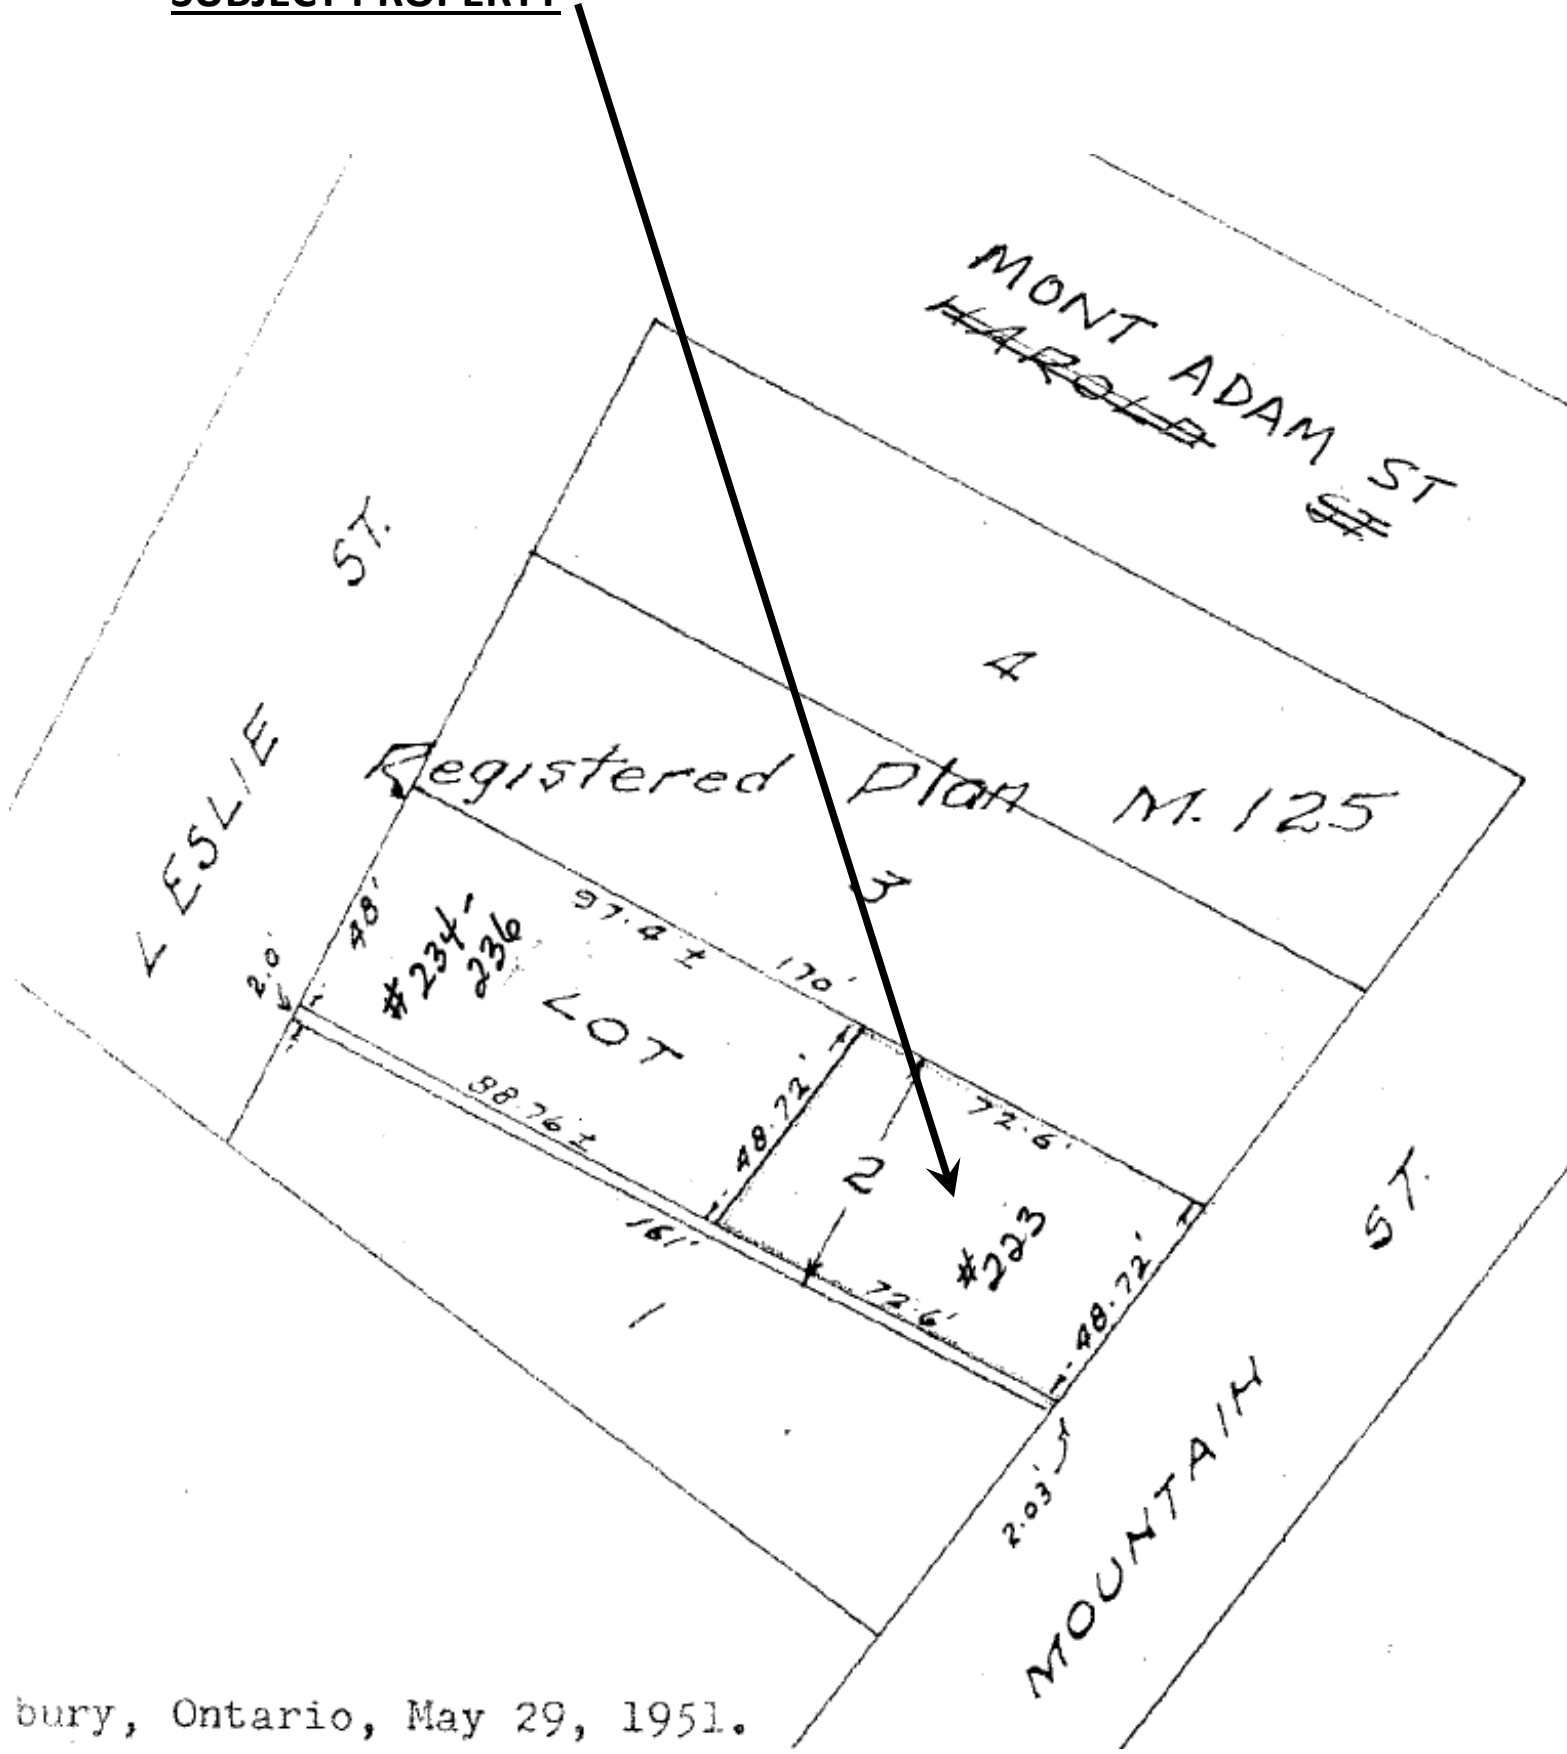 SUBJECT PROPERTY
MONT ADAM ST
HAROLD ST
LESLIE ST.
4
Registered Plan M.125
3
48'
2.0'
#234'
236
97.4 ±
170'
LOT
98.76 ±
48.72'
2
72.6'
#223
161'
72.6'
48.72'
1
2.03'
MOUNTAIN ST.
bury, Ontario, May 29, 1951.